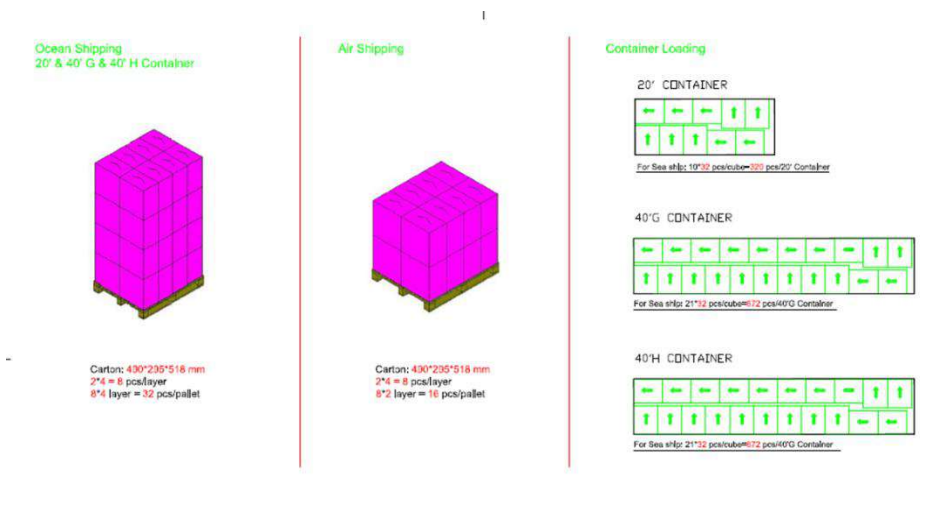 Ocean Shipping
20' & 40' G & 40' H Container
Air Shipping
Container Loading
20' CONTAINER
For Sea ship: 10*32 pcs/cube=320 pcs/20' Container
40'G CONTAINER
For Sea ship: 21*32 pcs/cube=672 pcs/40'G Container
40'H CONTAINER
For Sea ship: 21*32 pcs/cube=672 pcs/40'G Container
Carton: 490*295*518 mm
2*4 = 8 pcs/layer
8*4 layer = 32 pcs/pallet
Carton: 490*295*518 mm
2*4 = 8 pcs/layer
8*2 layer = 16 pcs/pallet